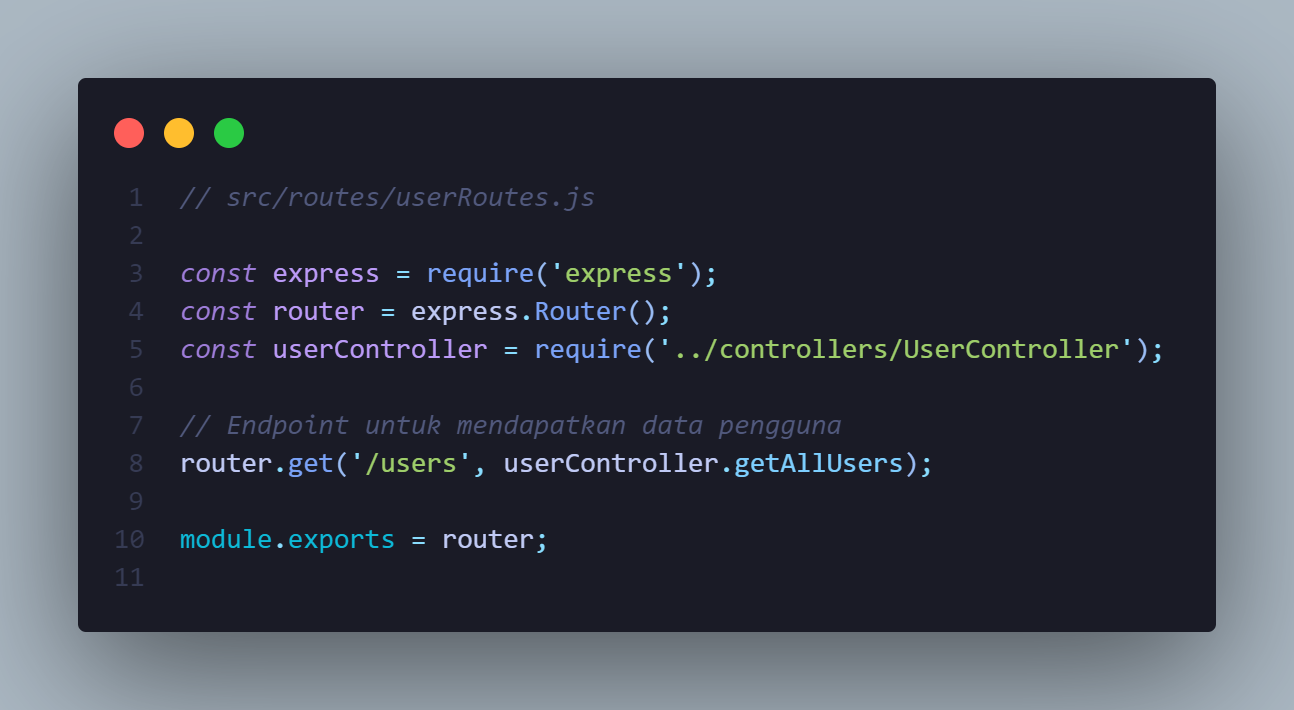 1 // src/routes/userRoutes.js
2
3 const express = require('express');
4 const router = express.Router();
5 const userController = require('../controllers/UserController');
6
7 // Endpoint untuk mendapatkan data pengguna
8 router.get('/users', userController.getAllUsers);
9
10 module.exports = router;
11